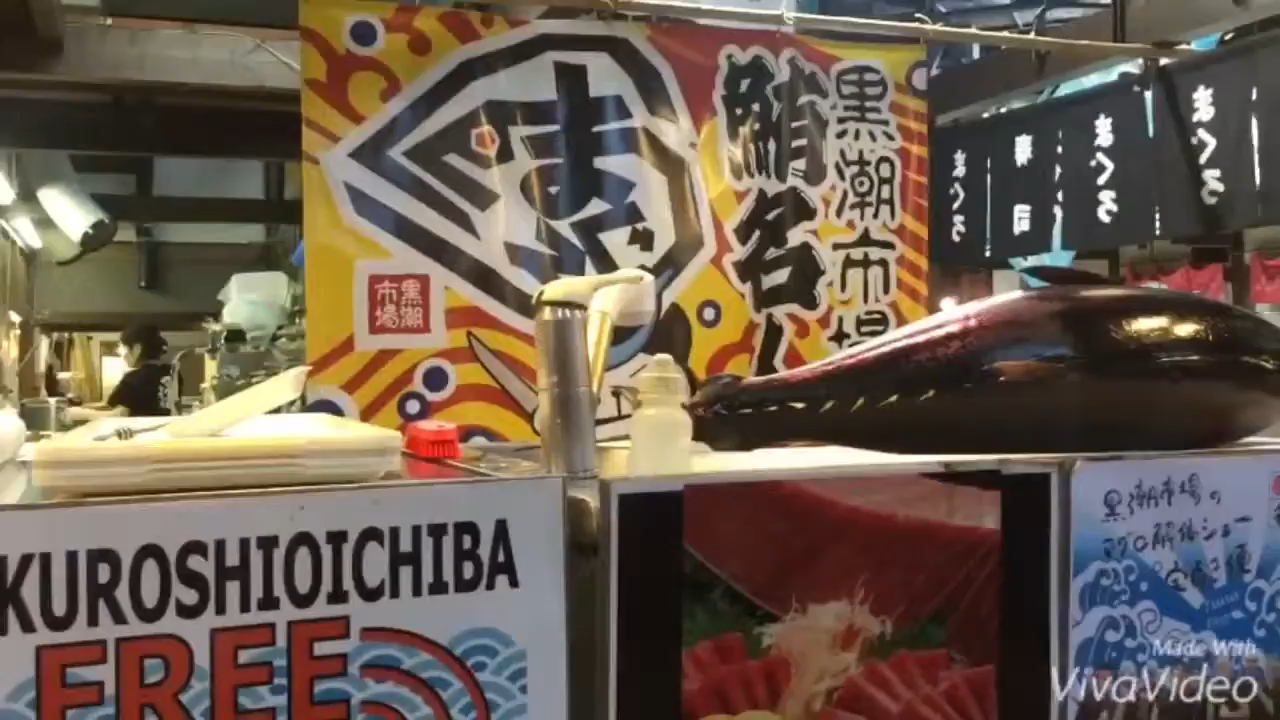 ま
黒潮市場
鮪名人
黒潮
市場
まぐろ
寿司
まぐろ
まぐろ
KUROSHIOICHIBA
FREE
黒潮市場の
マグロ解体ショー
Made With
VivaVideo